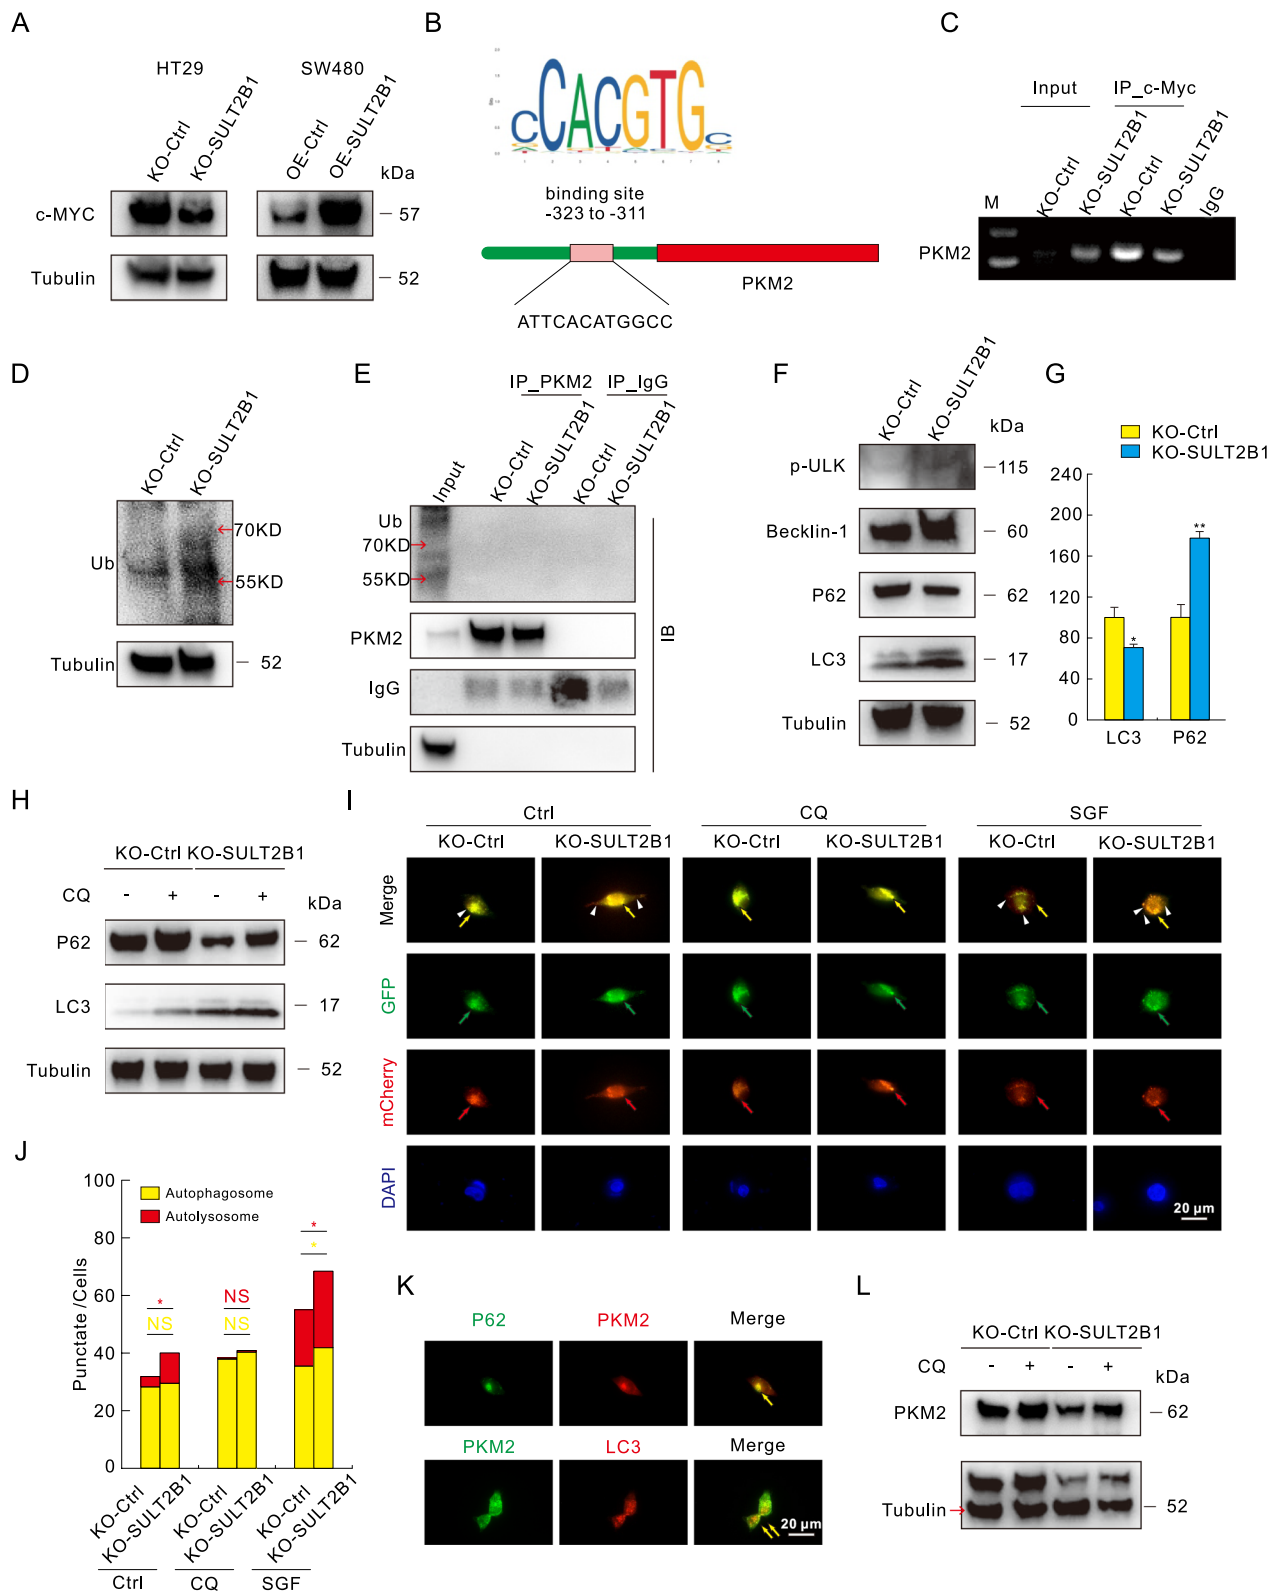 A
HT29
SW480
KO-Ctrl
KO-SULT2B1
OE-Ctrl
OE-SULT2B1
kDa
c-MYC
57
Tubulin
52
B
CCACGTGC
binding site
-323 to -311
PKM2
ATTCACATGGCC
C
Input
IP_c-Myc
M
KO-Ctrl
KO-SULT2B1
KO-Ctrl
KO-SULT2B1
IgG
PKM2
D
KO-Ctrl
KO-SULT2B1
Ub
70KD
55KD
Tubulin
52
E
IP_PKM2
IP_IgG
Input
KO-Ctrl
KO-SULT2B1
KO-Ctrl
KO-SULT2B1
Ub
70KD
55KD
PKM2
IgG
Tubulin
IB
F
KO-Ctrl
KO-SULT2B1
kDa
p-ULK
115
Becklin-1
60
P62
62
LC3
17
Tubulin
52
G
KO-Ctrl
KO-SULT2B1
240
200
160
120
80
40
0
*
**
LC3
P62
H
KO-Ctrl KO-SULT2B1
CQ - + - +
kDa
P62
62
LC3
17
Tubulin
52
I
Ctrl
CQ
SGF
KO-Ctrl
KO-SULT2B1
KO-Ctrl
KO-SULT2B1
KO-Ctrl
KO-SULT2B1
Merge
GFP
mCherry
DAPI
20 µm
J
Punctate /Cells
100
80
60
40
20
0
Autophagosome
Autolysosome
*
NS
NS
NS
*
*
KO-Ctrl
KO-SULT2B1
KO-Ctrl
KO-SULT2B1
KO-Ctrl
KO-SULT2B1
Ctrl
CQ
SGF
K
P62
PKM2
Merge
PKM2
LC3
Merge
20 µm
L
KO-Ctrl KO-SULT2B1
CQ - + - +
kDa
PKM2
62
Tubulin
52